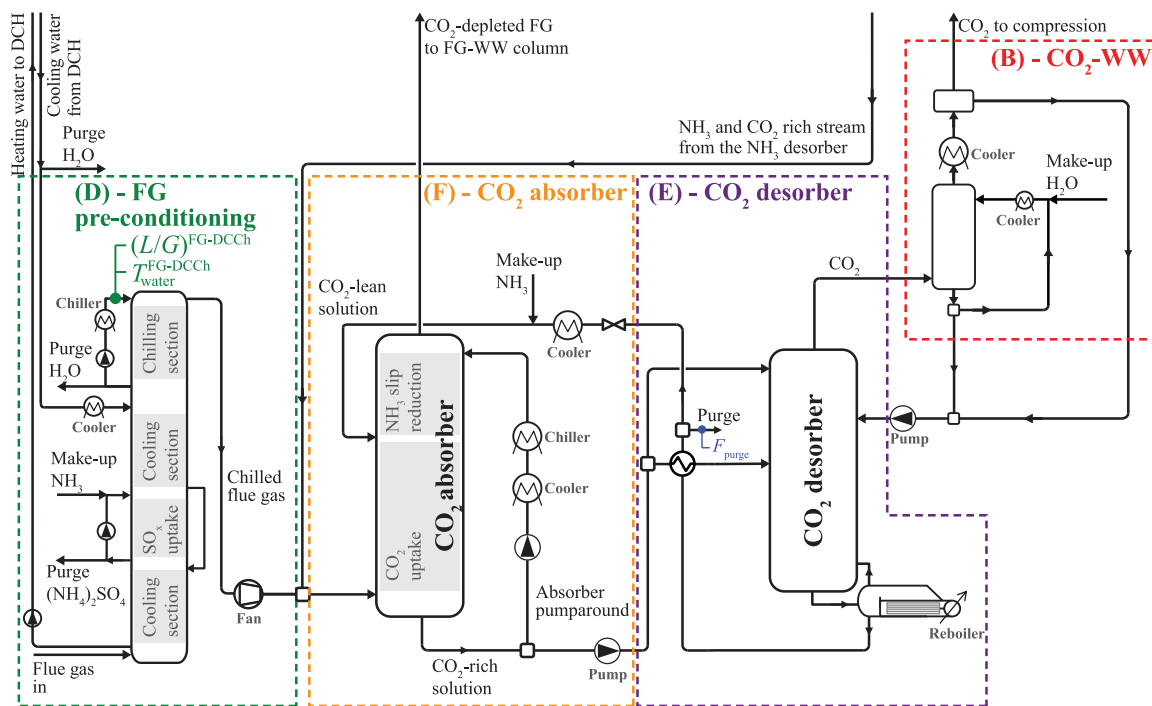 Heating water to DCH
Cooling water
from DCH
Purge
H₂O
CO₂-depleted FG
to FG-WW column
NH₃ and CO₂ rich stream
from the NH₃ desorber
CO₂ to compression
(B) - CO₂-WW
Cooler
Make-up
H₂O
Cooler
(D) - FG
pre-conditioning
(L/G)^FG-DCCh
T_water^FG-DCCh
Chiller
Purge
H₂O
Cooler
Make-up
NH₃
Purge
(NH₄)₂SO₄
Flue gas
in
Chilling
section
Cooling
section
SOₓ
uptake
Cooling
section
Chilled
flue gas
Fan
(F) - CO₂ absorber
CO₂-lean
solution
Make-up
NH₃
Cooler
NH₃ slip
reduction
CO₂
uptake
CO₂ absorber
Chiller
Cooler
Absorber
pumparound
CO₂-rich
solution
Pump
(E) - CO₂ desorber
CO₂
Purge
F_purge
CO₂ desorber
Pump
Reboiler